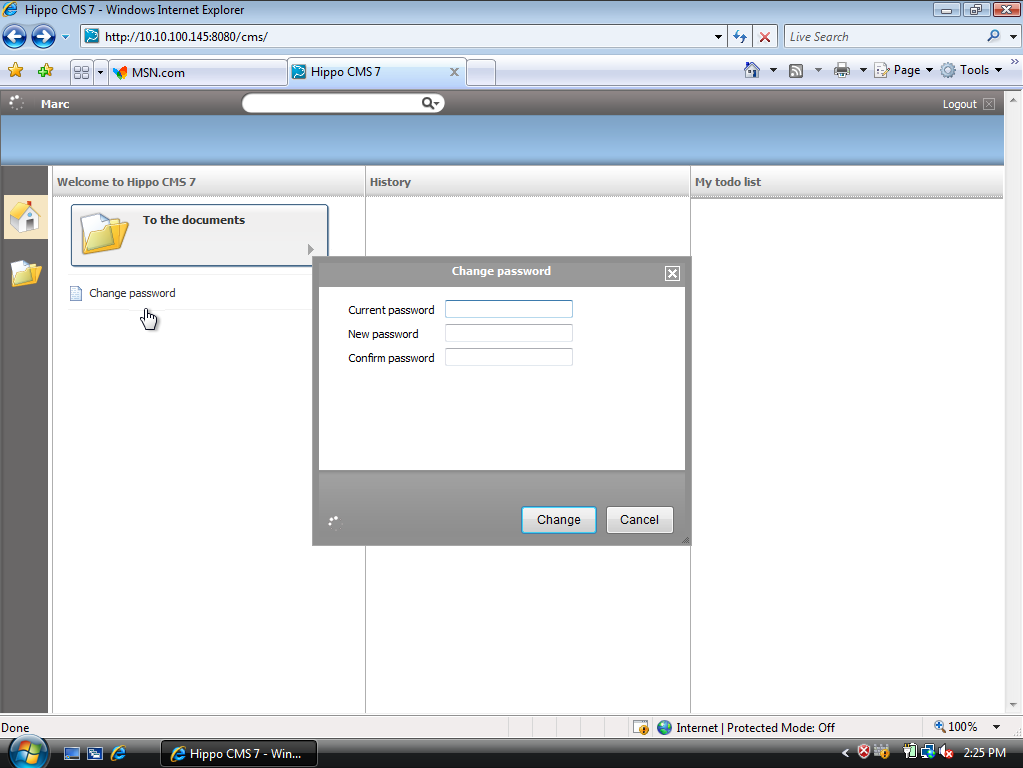 Hippo CMS 7 - Windows Internet Explorer
http://10.10.100.145:8080/cms/
Live Search
MSN.com
Hippo CMS 7
Page
Tools
Marc
Logout
Welcome to Hippo CMS 7
History
My todo list
To the documents
Change password
Change password
Current password
New password
Confirm password
Change
Cancel
Done
Internet | Protected Mode: Off
100%
Hippo CMS 7 - Win...
2:25 PM